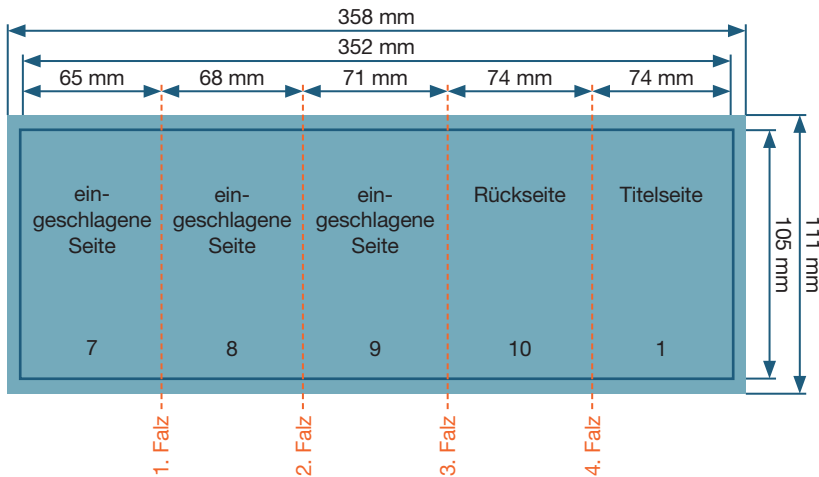 358 mm
352 mm
65 mm
68 mm
71 mm
74 mm
74 mm
ein-
geschlagene
Seite
ein-
geschlagene
Seite
ein-
geschlagene
Seite
Rückseite
Titelseite
105 mm
111 mm
7
8
9
10
1
1. Falz
2. Falz
3. Falz
4. Falz